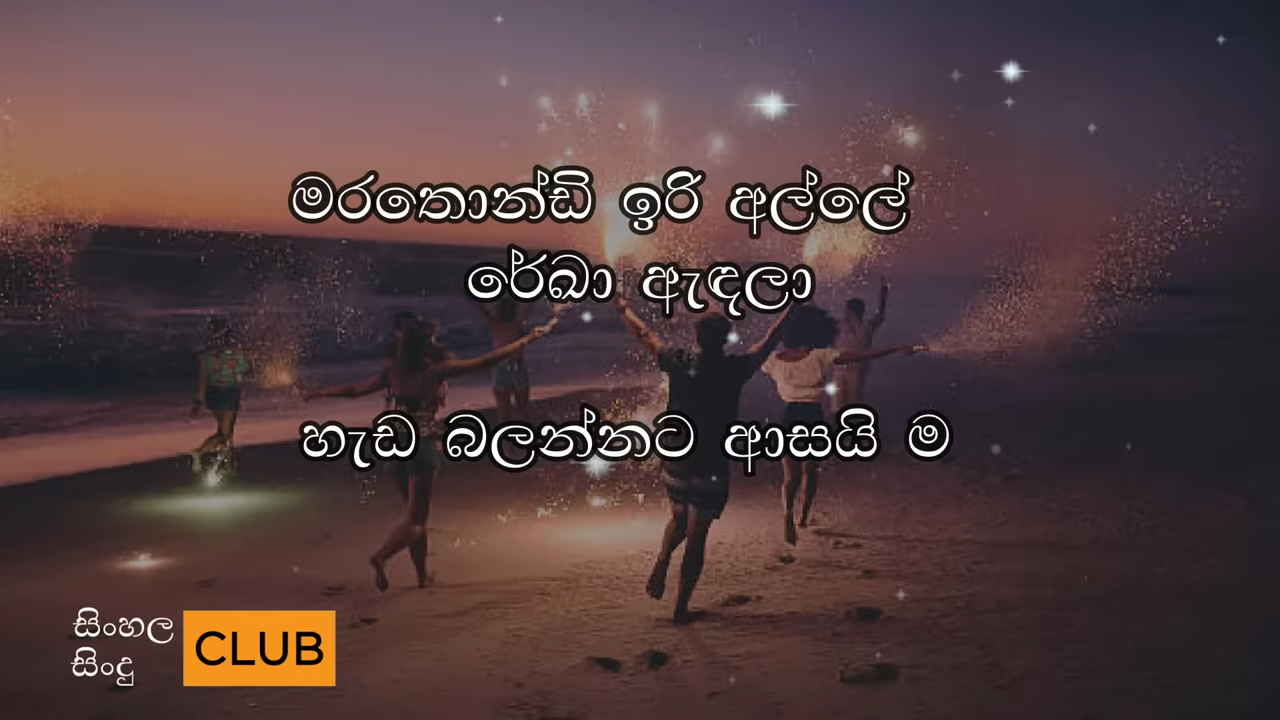 මරතොන්ඩි ඉරි අල්ලේ
රේඛා ඇඳලා
හැඩ බලන්නට ආසයි ම
සිංහල
සිංදු
CLUB